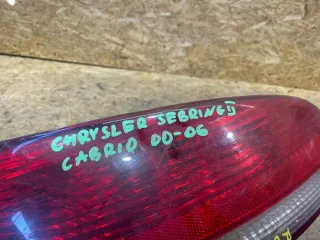 CHRYSLER SEBRING II
CABRIO 00-06